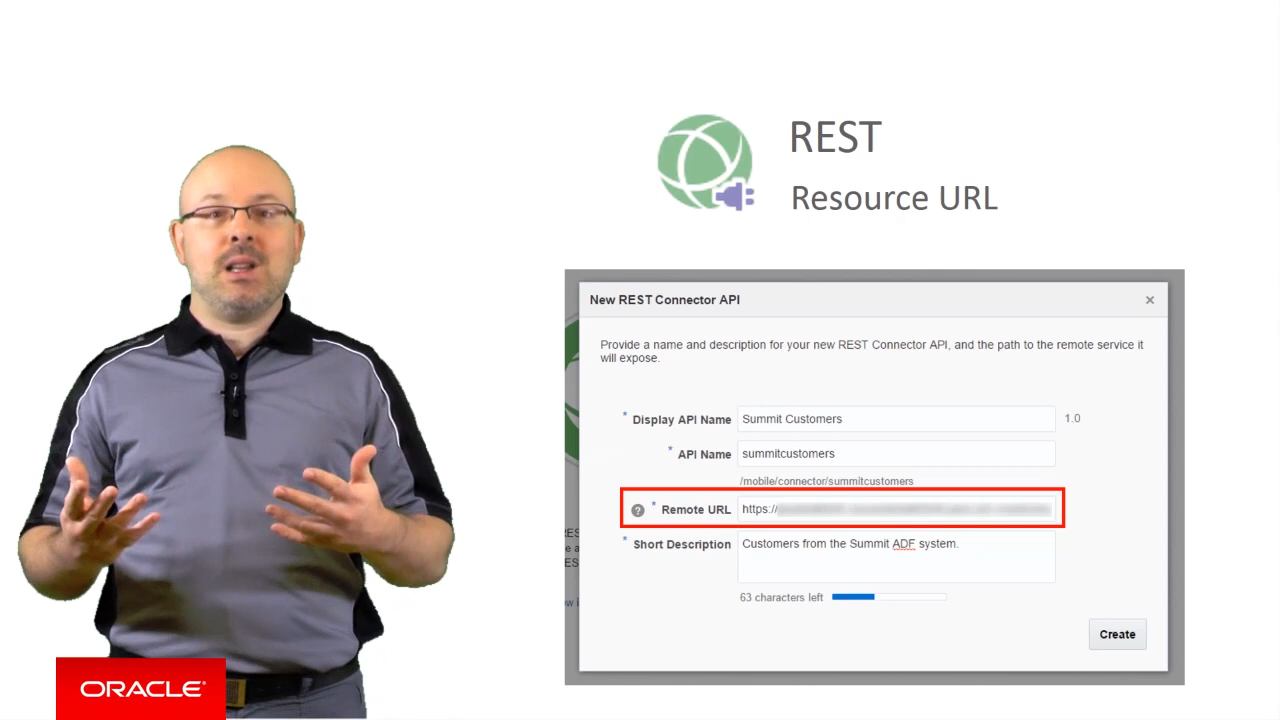 REST
Resource URL
New REST Connector API
Provide a name and description for your new REST Connector API, and the path to the remote service it
will expose.
* Display API Name Summit Customers 1.0
* API Name summitcustomers
/mobile/connector/summitcustomers
? * Remote URL https://
* Short Description Customers from the Summit ADF system.
63 characters left
Create
ORACLE